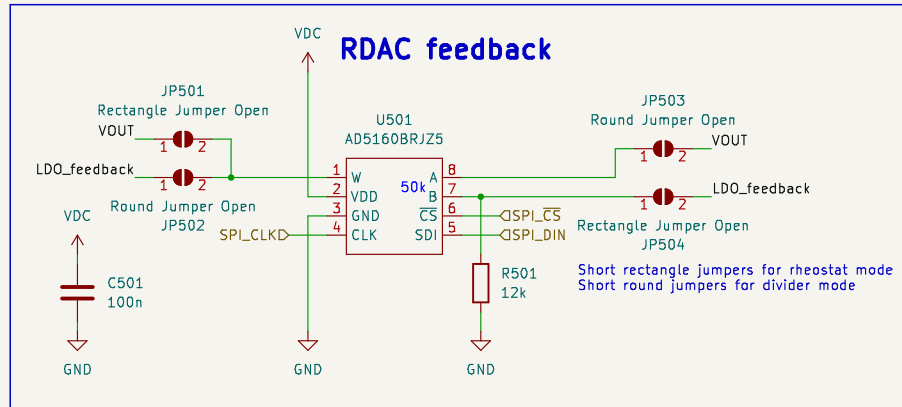 RDAC feedback
VDC
JP501
Rectangle Jumper Open
VOUT
1 2
LDO_feedback
1 2
Round Jumper Open
JP502
VDC
C501
100n
GND
SPI_CLK
GND
U501
AD5160BRJZ5
50k
1 W
2 VDD
3 GND
4 CLK
A 8
B 7
C̅S̅ 6
SDI 5
SPI_C̅S̅
SPI_DIN
R501
12k
GND
JP503
Round Jumper Open
VOUT
1 2
LDO_feedback
1 2
Rectangle Jumper Open
JP504
Short rectangle jumpers for rheostat mode
Short round jumpers for divider mode